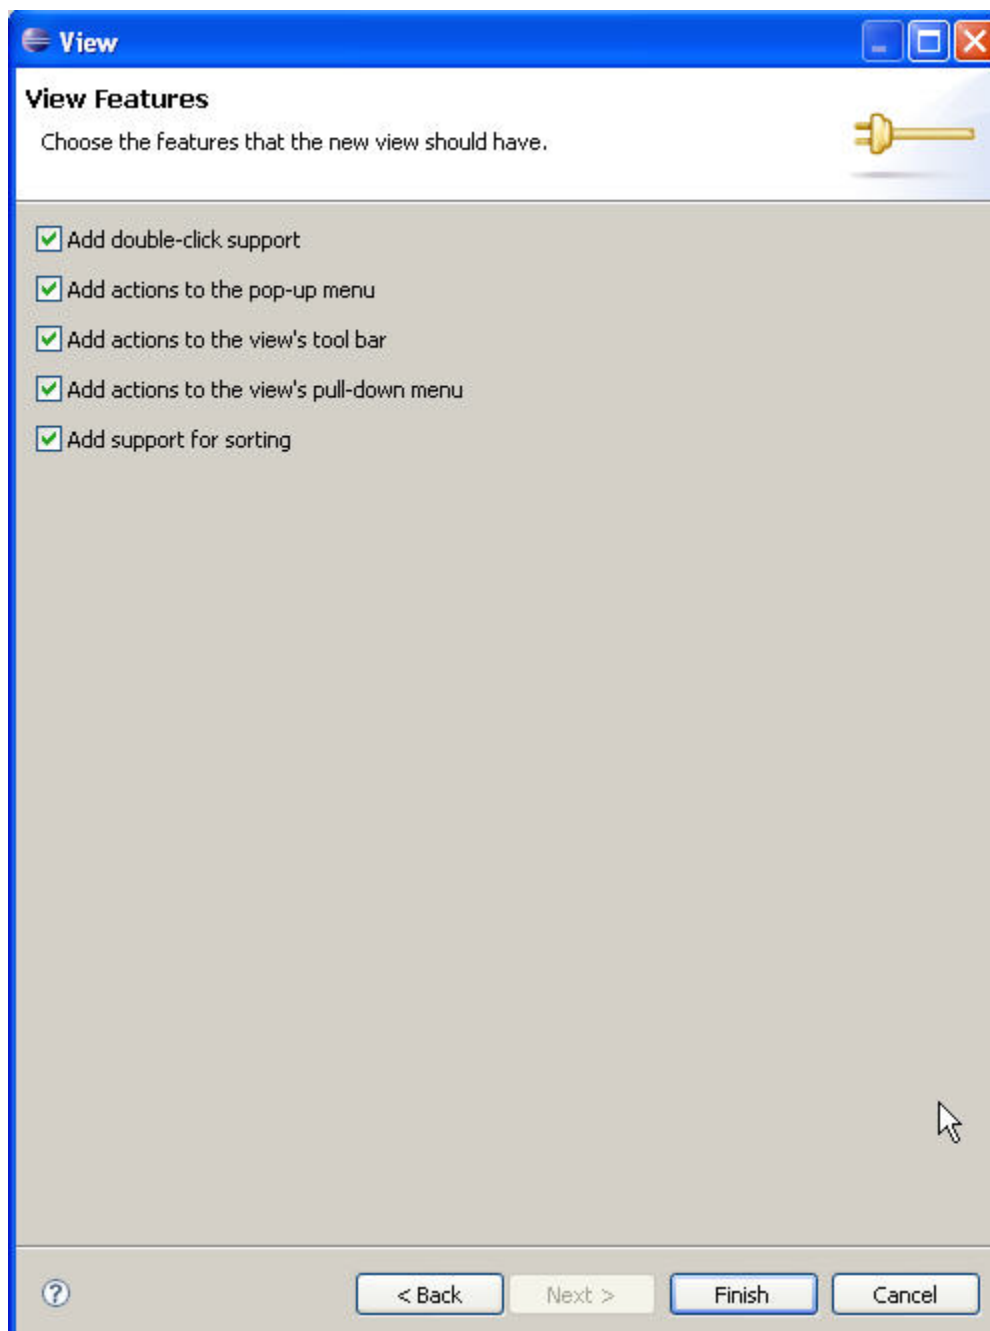 View
View Features
Choose the features that the new view should have.
Add double-click support
Add actions to the pop-up menu
Add actions to the view's tool bar
Add actions to the view's pull-down menu
Add support for sorting
? < Back Next > Finish Cancel